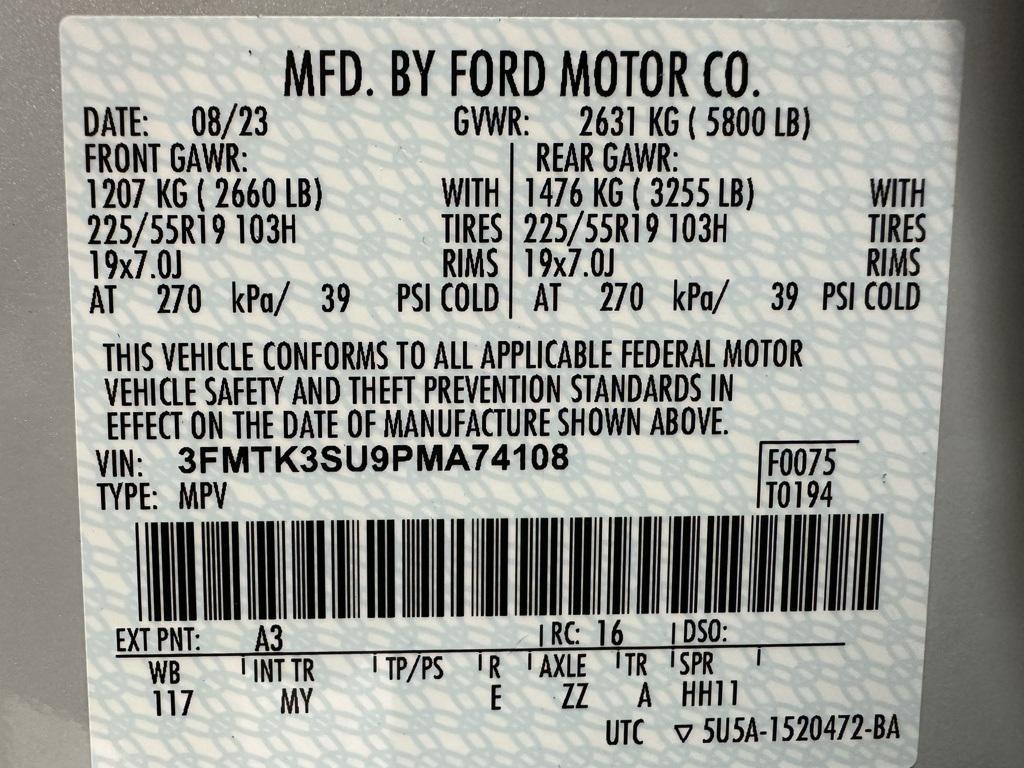 MFD. BY FORD MOTOR CO.
DATE: 08/23 GVWR: 2631 KG ( 5800 LB)
FRONT GAWR: REAR GAWR:
1207 KG ( 2660 LB) WITH 1476 KG ( 3255 LB) WITH
225/55R19 103H TIRES 225/55R19 103H TIRES
19x7.0J RIMS 19x7.0J RIMS
AT 270 kPa/ 39 PSI COLD AT 270 kPa/ 39 PSI COLD
THIS VEHICLE CONFORMS TO ALL APPLICABLE FEDERAL MOTOR
VEHICLE SAFETY AND THEFT PREVENTION STANDARDS IN
EFFECT ON THE DATE OF MANUFACTURE SHOWN ABOVE.
VIN: 3FMTK3SU9PMA74108 F0075
TYPE: MPV T0194
EXT PNT: A3 RC: 16 DSO:
WB INT TR TP/PS R AXLE TR SPR
117 MY E ZZ A HH11
UTC ▽ 5U5A-1520472-BA